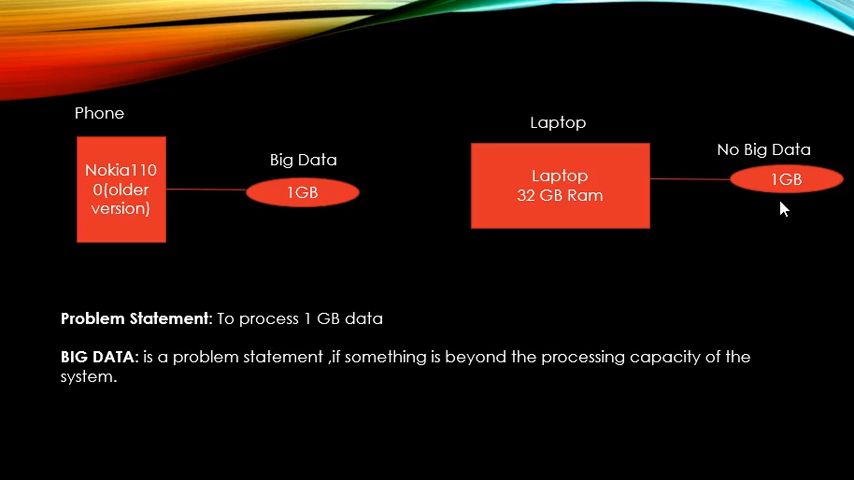 Phone
Nokia110
0(older
version)
Big Data
1GB
Laptop
Laptop
32 GB Ram
No Big Data
1GB
Problem Statement: To process 1 GB data
BIG DATA: is a problem statement ,if something is beyond the processing capacity of the
system.